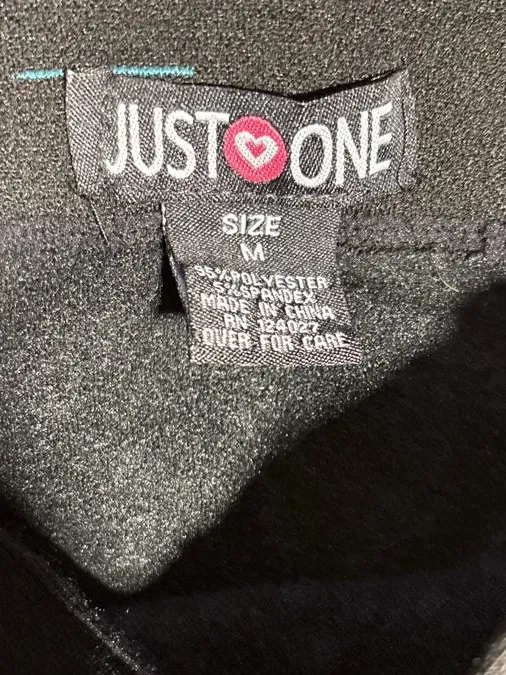 JUST ONE
SIZE
M
95%POLYESTER
5%SPANDEX
MADE IN CHINA
RN 124027
OVER FOR CARE